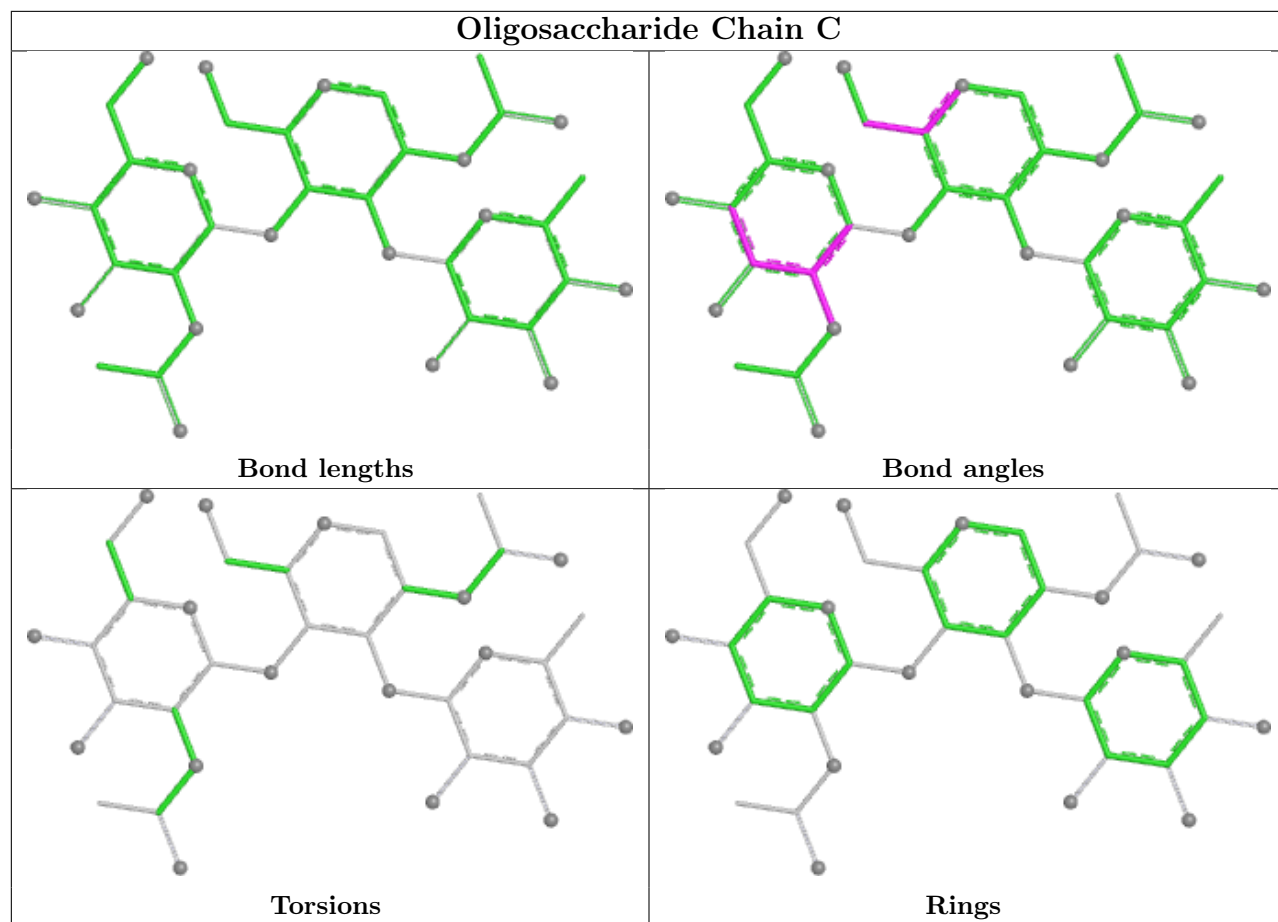 Oligosaccharide Chain C
Bond lengths
Bond angles
Torsions
Rings